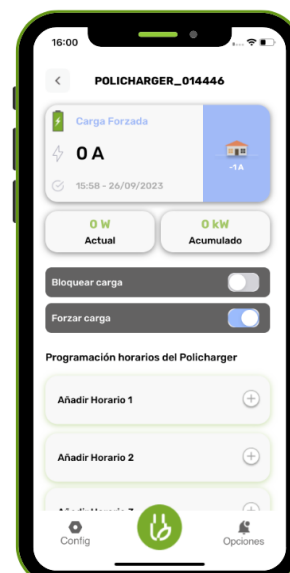 16:00
POLICHARGER_014446
Carga Forzada
0 A
-1 A
15:58 - 26/09/2023
0 W
Actual
0 kW
Acumulado
Bloquear carga
Forzar carga
Programación horarios del Policharger
Añadir Horario 1
Añadir Horario 2
Config
Opciones